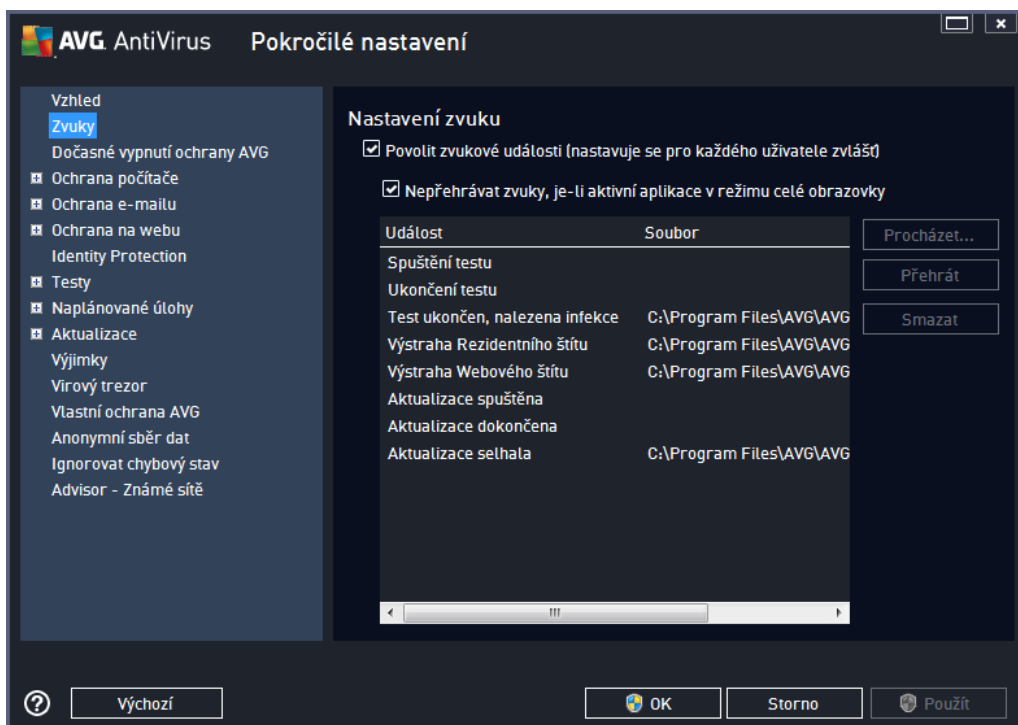 AVG. AntiVirus Pokročilé nastavení
Vzhled
Zvuky
Dočasné vypnutí ochrany AVG
Ochrana počítače
Ochrana e-mailu
Ochrana na webu
Identity Protection
Testy
Naplánované úlohy
Aktualizace
Výjimky
Virový trezor
Vlastní ochrana AVG
Anonymní sběr dat
Ignorovat chybový stav
Advisor - Známé sítě
Nastavení zvuku
Povolit zvukové události (nastavuje se pro každého uživatele zvlášť)
Nepřehrávat zvuky, je-li aktivní aplikace v režimu celé obrazovky
Událost Soubor
Spuštění testu
Ukončení testu
Test ukončen, nalezena infekce C:\Program Files\AVG\AVG
Výstraha Rezidentního štítu C:\Program Files\AVG\AVG
Výstraha Webového štítu C:\Program Files\AVG\AVG
Aktualizace spuštěna
Aktualizace dokončena
Aktualizace selhala C:\Program Files\AVG\AVG
Procházet...
Přehrát
Smazat
Výchozí
OK
Storno
Použít